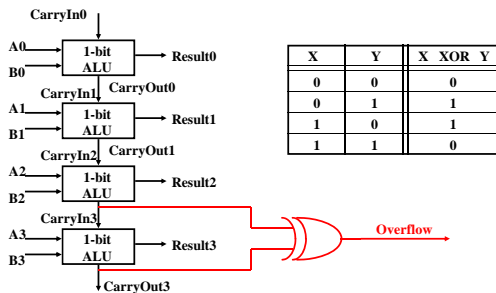 CarryIn0
A0
B0
1-bit
ALU
Result0
CarryIn1
CarryOut0
A1
B1
1-bit
ALU
Result1
CarryIn2
CarryOut1
A2
B2
1-bit
ALU
Result2
CarryIn3
A3
B3
1-bit
ALU
Result3
CarryOut3
Overflow
X Y X XOR Y
0 0 0
0 1 1
1 0 1
1 1 0